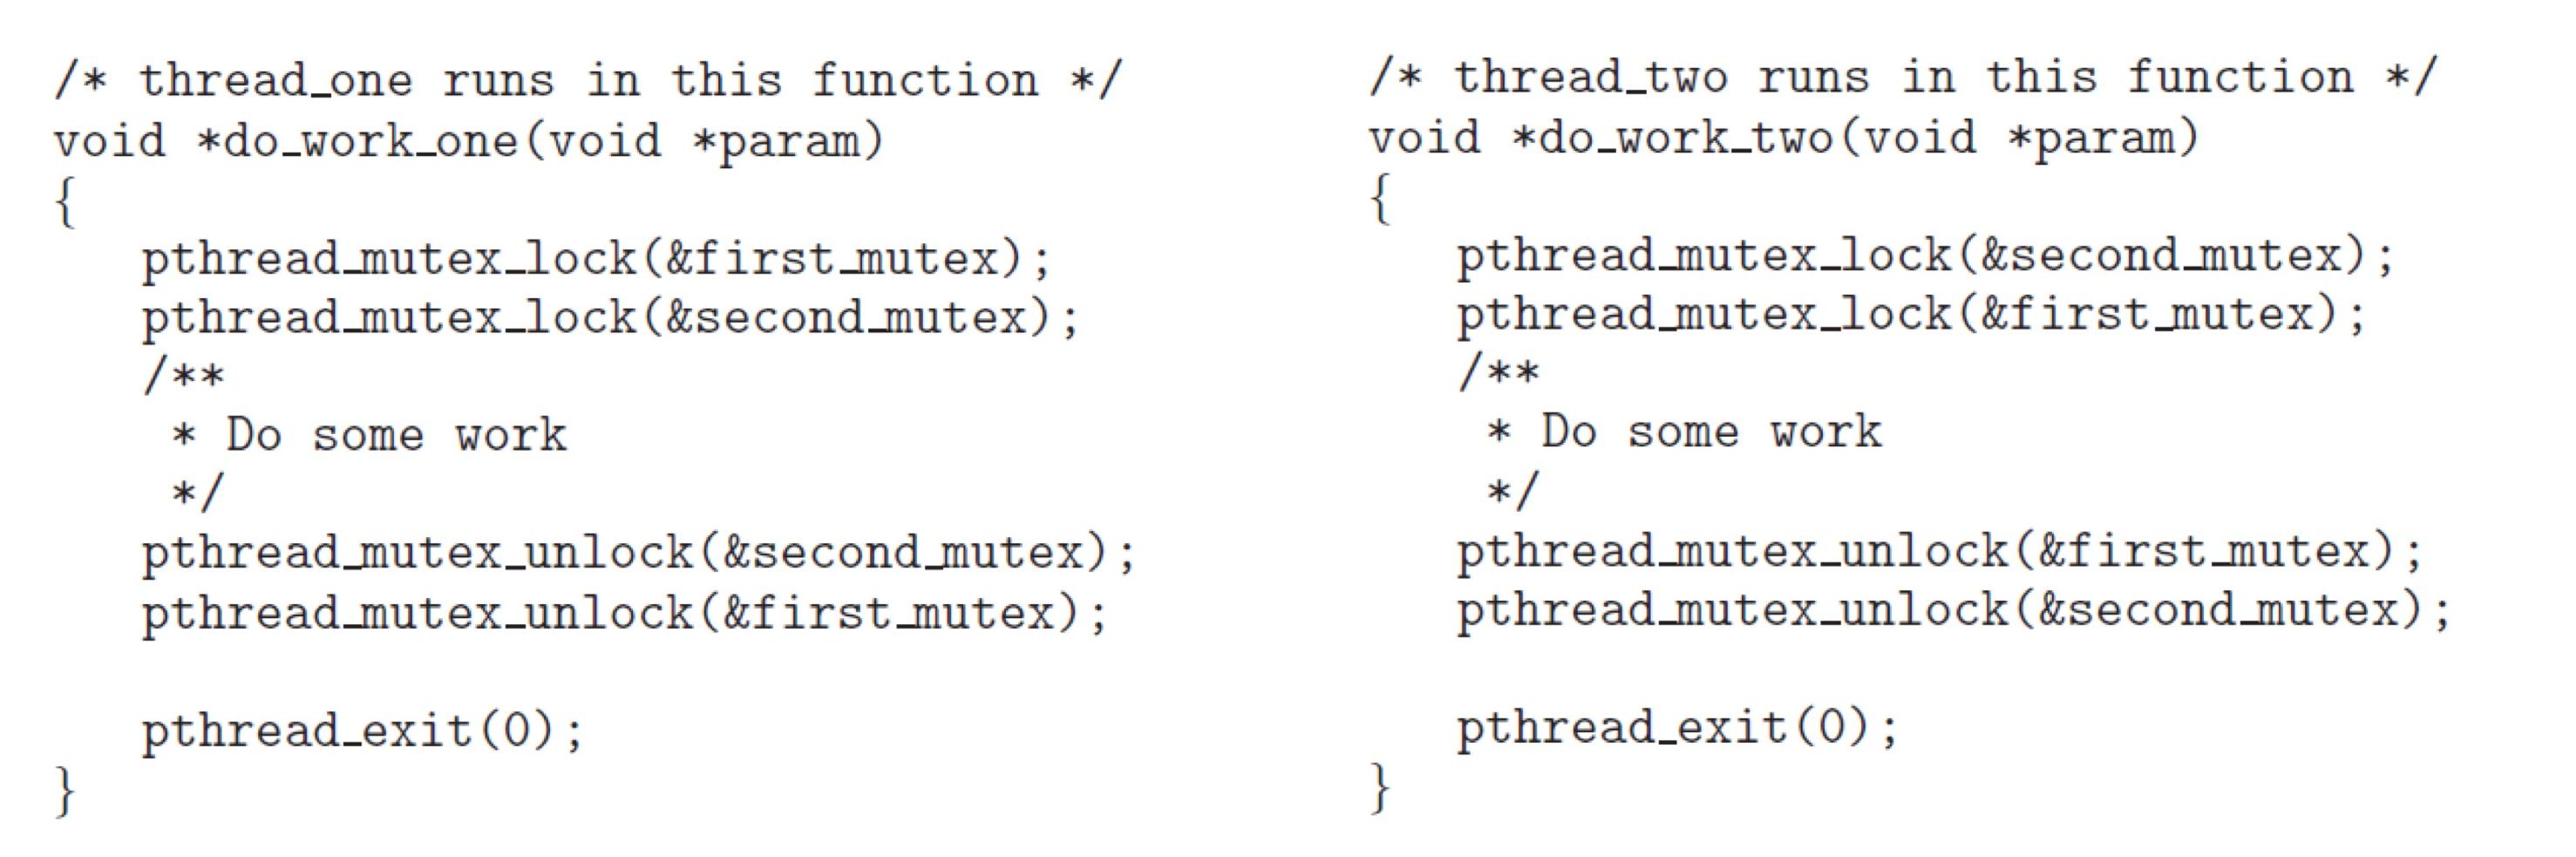 /* thread_one runs in this function */
void *do_work_one(void *param)
{
   pthread_mutex_lock(&first_mutex);
   pthread_mutex_lock(&second_mutex);
   /**
    * Do some work
    */
   pthread_mutex_unlock(&second_mutex);
   pthread_mutex_unlock(&first_mutex);

   pthread_exit(0);
}
/* thread_two runs in this function */
void *do_work_two(void *param)
{
   pthread_mutex_lock(&second_mutex);
   pthread_mutex_lock(&first_mutex);
   /**
    * Do some work
    */
   pthread_mutex_unlock(&first_mutex);
   pthread_mutex_unlock(&second_mutex);

   pthread_exit(0);
}